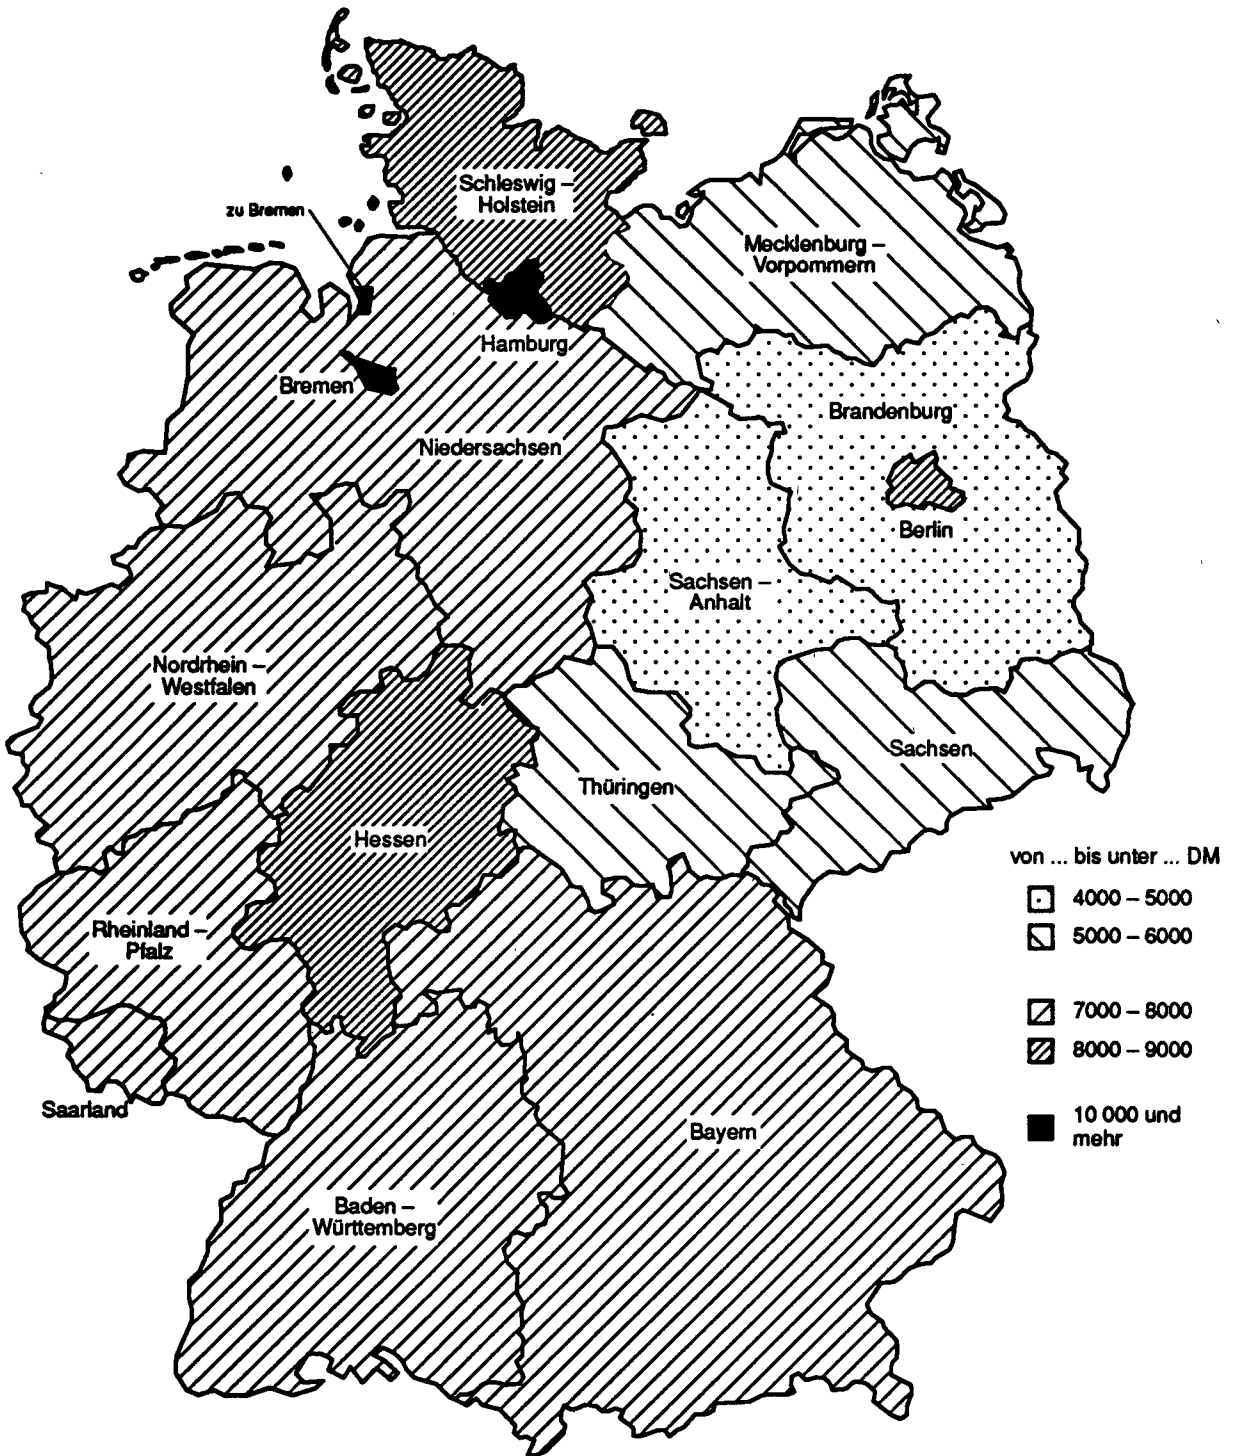 Schleswig –
Holstein
zu Bremen
Mecklenburg –
Vorpommern
Hamburg
Bremen
Brandenburg
Niedersachsen
Berlin
Sachsen –
Anhalt
Nordrhein –
Westfalen
Sachsen
Thüringen
Hessen
von ... bis unter ... DM
4000 – 5000
5000 – 6000
7000 – 8000
8000 – 9000
10 000 und
mehr
Rheinland –
Pfalz
Saarland
Bayern
Baden –
Württemberg